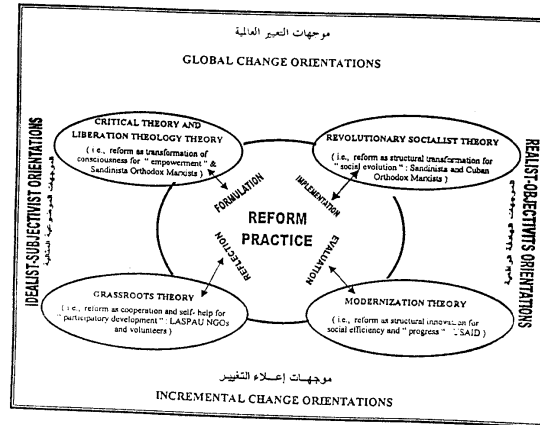 موجهات التغيير العالمية
GLOBAL CHANGE ORIENTATIONS
CRITICAL THEORY AND
LIBERATION THEOLOGY THEORY
( i.e., reform as transformation of
consciousness for " empowerment " &
Sandinista Orthodox Marxists )
REVOLUTIONARY SOCIALIST THEORY
( i.e., reform as structural transformation for
" social evolution " : Sandinista and Cuban
Orthodox Marxists )
IDEALIST-SUBJECTIVIST ORIENTATIONS
REALIST-OBJECTIVITS ORIENTATIONS
FORMULATION
IMPLEMENTATION
REFORM
PRACTICE
REFLECTION
EVALUATION
GRASSROOTS THEORY
( i.e., reform as cooperation and self- help for
" participatory development " : LASPAU NGOs
and volunteers )
MODERNIZATION THEORY
( i.e., reform as structural innovation for
social efficiency and " progress " USAID )
موجهات إعلاء التغيير
INCREMENTAL CHANGE ORIENTATIONS